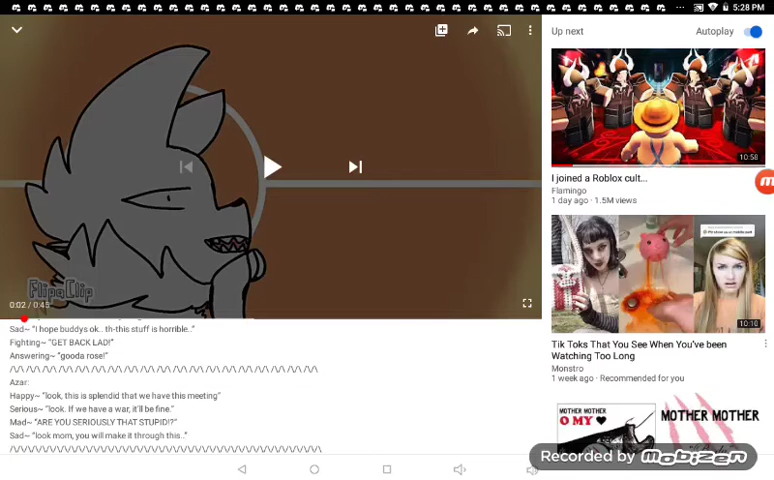 5:28 PM
Up next
Autoplay
10:58
I joined a Roblox cult...
Flamingo
1 day ago · 1.5M views
FlipaClip
0:02 / 0:45
Sad~ "I hope buddys ok.. th-this stuff is horrible.."
Fighting~ "GET BACK LAD!"
Answering~ "gooda rose!"
Azar:
Happy~ "look, this is splendid that we have this meeting"
Serious~ "look. If we have a war, it'll be fine."
Mad~ "ARE YOU SERIOUSLY THAT STUPID!?"
Sad~ "look mom, you will make it through this.."
10:10
Tik Toks That You See When You've been
Watching Too Long
Monstro
1 week ago · Recommended for you
MOTHER MOTHER
O MY
MOTHER MOTHER
Recorded by mobizen